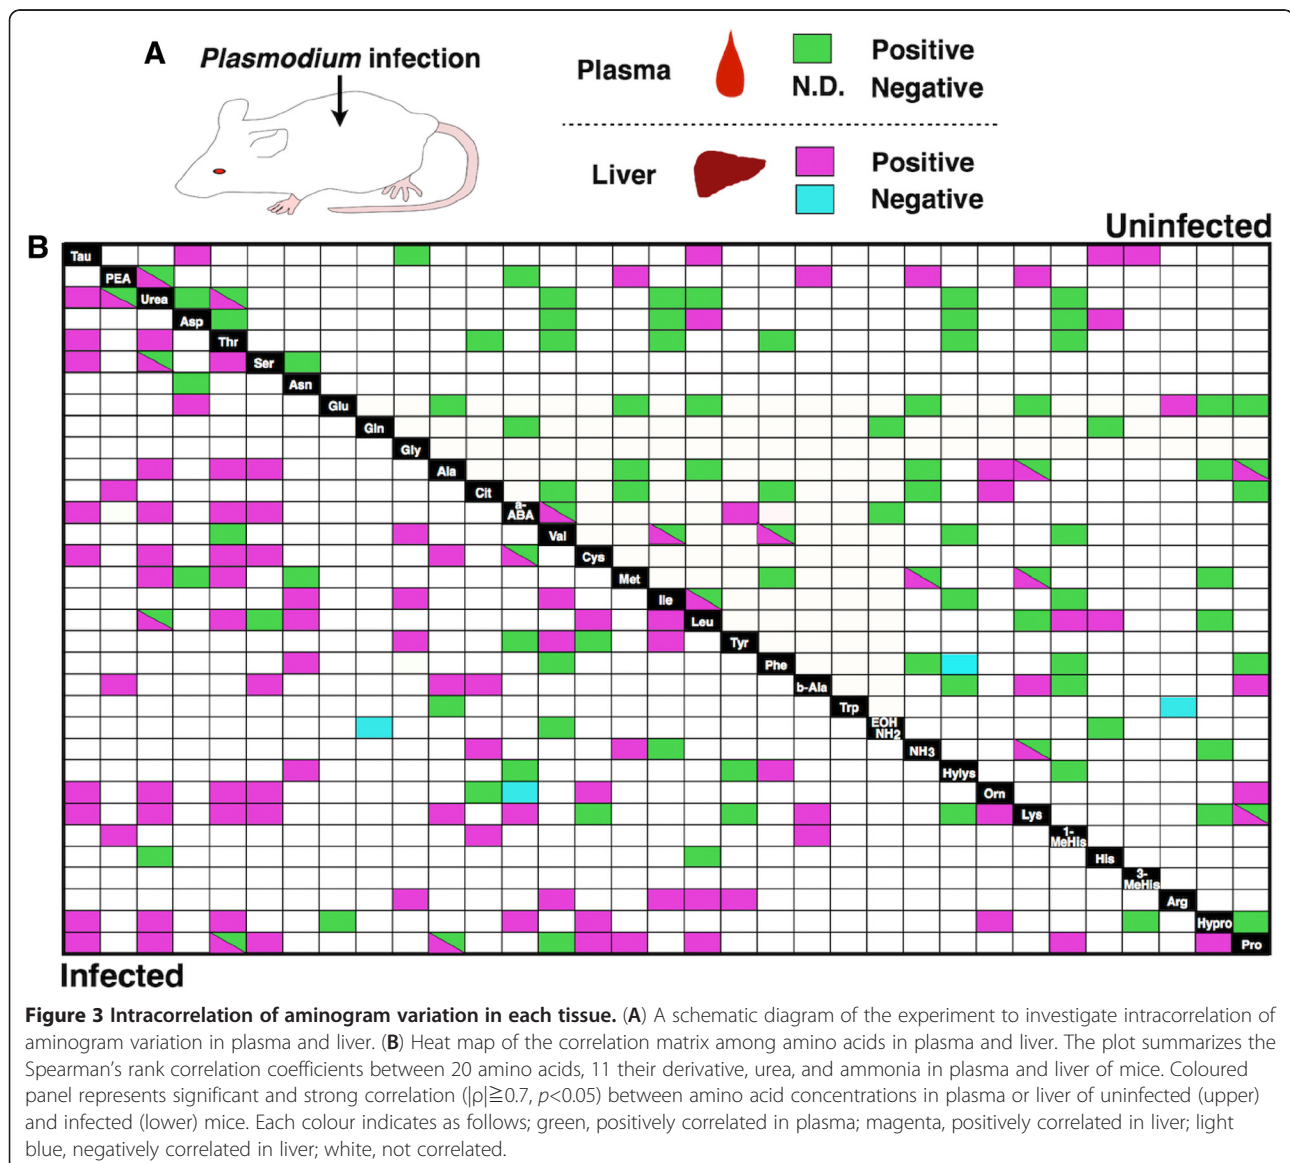 A
Plasmodium infection
Plasma
Positive
N.D. Negative
Liver
Positive
Negative
Uninfected
B
Tau
PEA
Urea
Asp
Thr
Ser
Asn
Glu
Gln
Gly
Ala
Cit
a-
ABA
Val
Cys
Met
Ile
Leu
Tyr
Phe
b-Ala
Trp
EOH
NH2
NH3
Hylys
Orn
Lys
1-
MeHis
His
3-
MeHis
Arg
Hypro
Pro
Infected
Figure 3 Intracorrelation of aminogram variation in each tissue. (A) A schematic diagram of the experiment to investigate intracorrelation of
aminogram variation in plasma and liver. (B) Heat map of the correlation matrix among amino acids in plasma and liver. The plot summarizes the
Spearman's rank correlation coefficients between 20 amino acids, 11 their derivative, urea, and ammonia in plasma and liver of mice. Coloured
panel represents significant and strong correlation (|ρ|≧0.7, p<0.05) between amino acid concentrations in plasma or liver of uninfected (upper)
and infected (lower) mice. Each colour indicates as follows; green, positively correlated in plasma; magenta, positively correlated in liver; light
blue, negatively correlated in liver; white, not correlated.